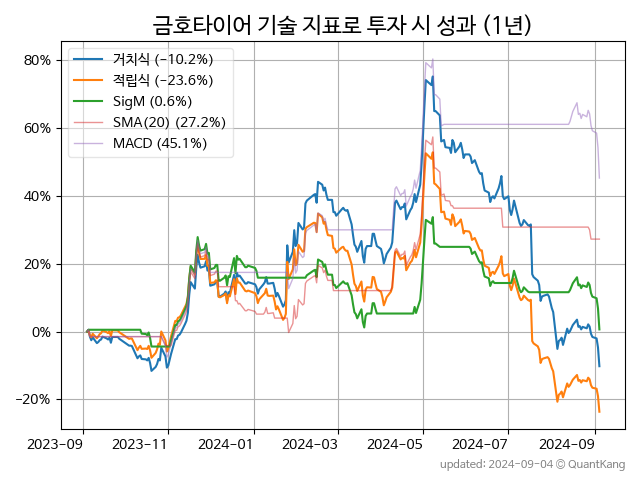 금호타이어 기술 지표로 투자 시 성과 (1년)
80%
60%
40%
20%
0%
−20%
거치식 (−10.2%)
적립식 (−23.6%)
SigM (0.6%)
SMA(20) (27.2%)
MACD (45.1%)
2023-09
2023-11
2024-01
2024-03
2024-05
2024-07
2024-09
updated: 2024-09-04 © QuantKang